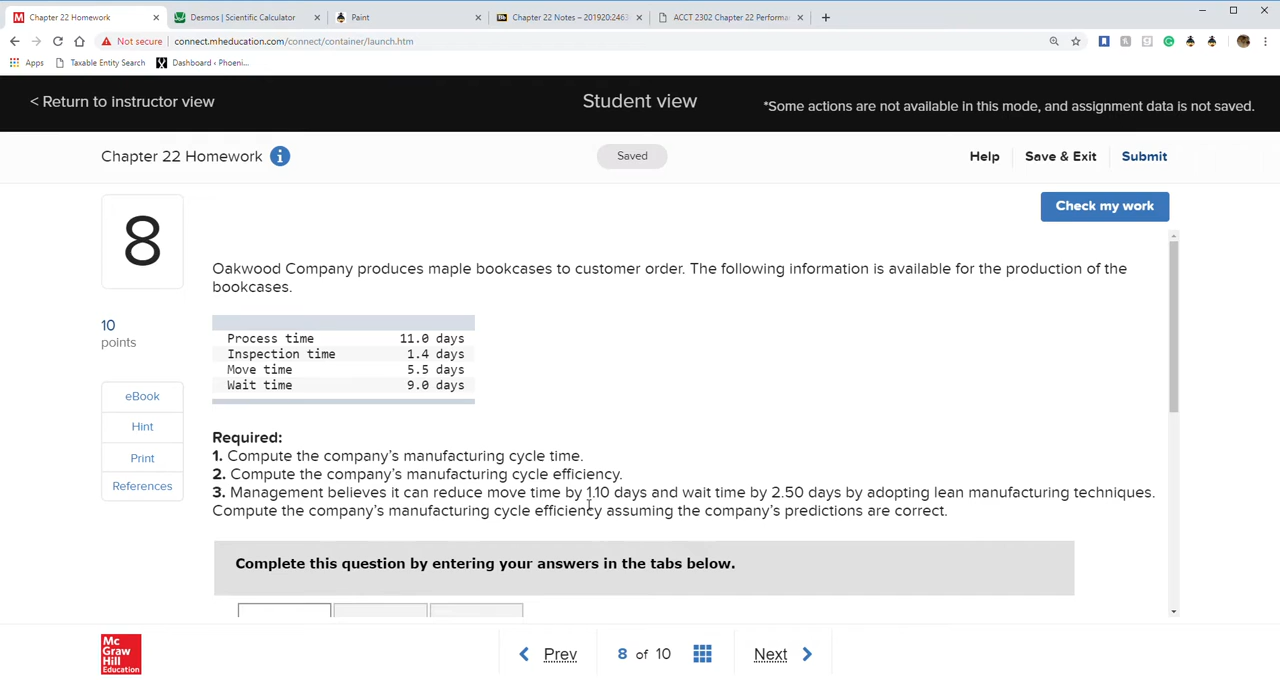 Chapter 22 Homework
Desmos | Scientific Calculator
Paint
Chapter 22 Notes – 201920:2463
ACCT 2302 Chapter 22 Performa
Not secure | connect.mheducation.com/connect/container/launch.htm
Apps Taxable Entity Search Dashboard ‹ Phoeni...
< Return to instructor view
Student view
*Some actions are not available in this mode, and assignment data is not saved.
Chapter 22 Homework
Saved
Help Save & Exit Submit
Check my work
8
10
points
eBook
Hint
Print
References
Oakwood Company produces maple bookcases to customer order. The following information is available for the production of the
bookcases.
Process time 11.0 days
Inspection time 1.4 days
Move time 5.5 days
Wait time 9.0 days
Required:
1. Compute the company's manufacturing cycle time.
2. Compute the company's manufacturing cycle efficiency.
3. Management believes it can reduce move time by 1.10 days and wait time by 2.50 days by adopting lean manufacturing techniques.
Compute the company's manufacturing cycle efficiency assuming the company's predictions are correct.
Complete this question by entering your answers in the tabs below.
Mc
Graw
Hill
Education
Prev 8 of 10 Next